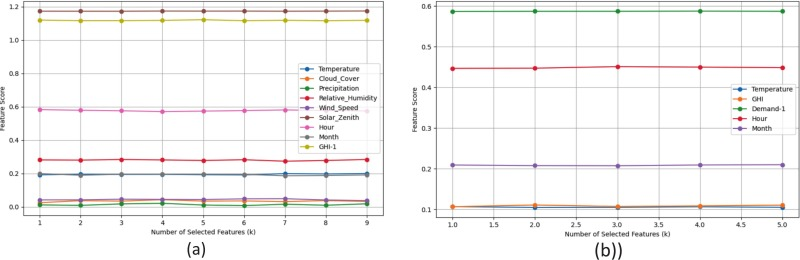 1.2
1.0
0.8
0.6
0.4
0.2
0.0
Feature Score
Temperature
Cloud_Cover
Precipitation
Relative_Humidity
Wind_Speed
Solar_Zenith
Hour
Month
GHI-1
1 2 3 4 5 6 7 8 9
Number of Selected Features (k)
(a)
0.6
0.5
0.4
0.3
0.2
0.1
Feature Score
Temperature
GHI
Demand-1
Hour
Month
1.0 1.5 2.0 2.5 3.0 3.5 4.0 4.5 5.0
Number of Selected Features (k)
(b))